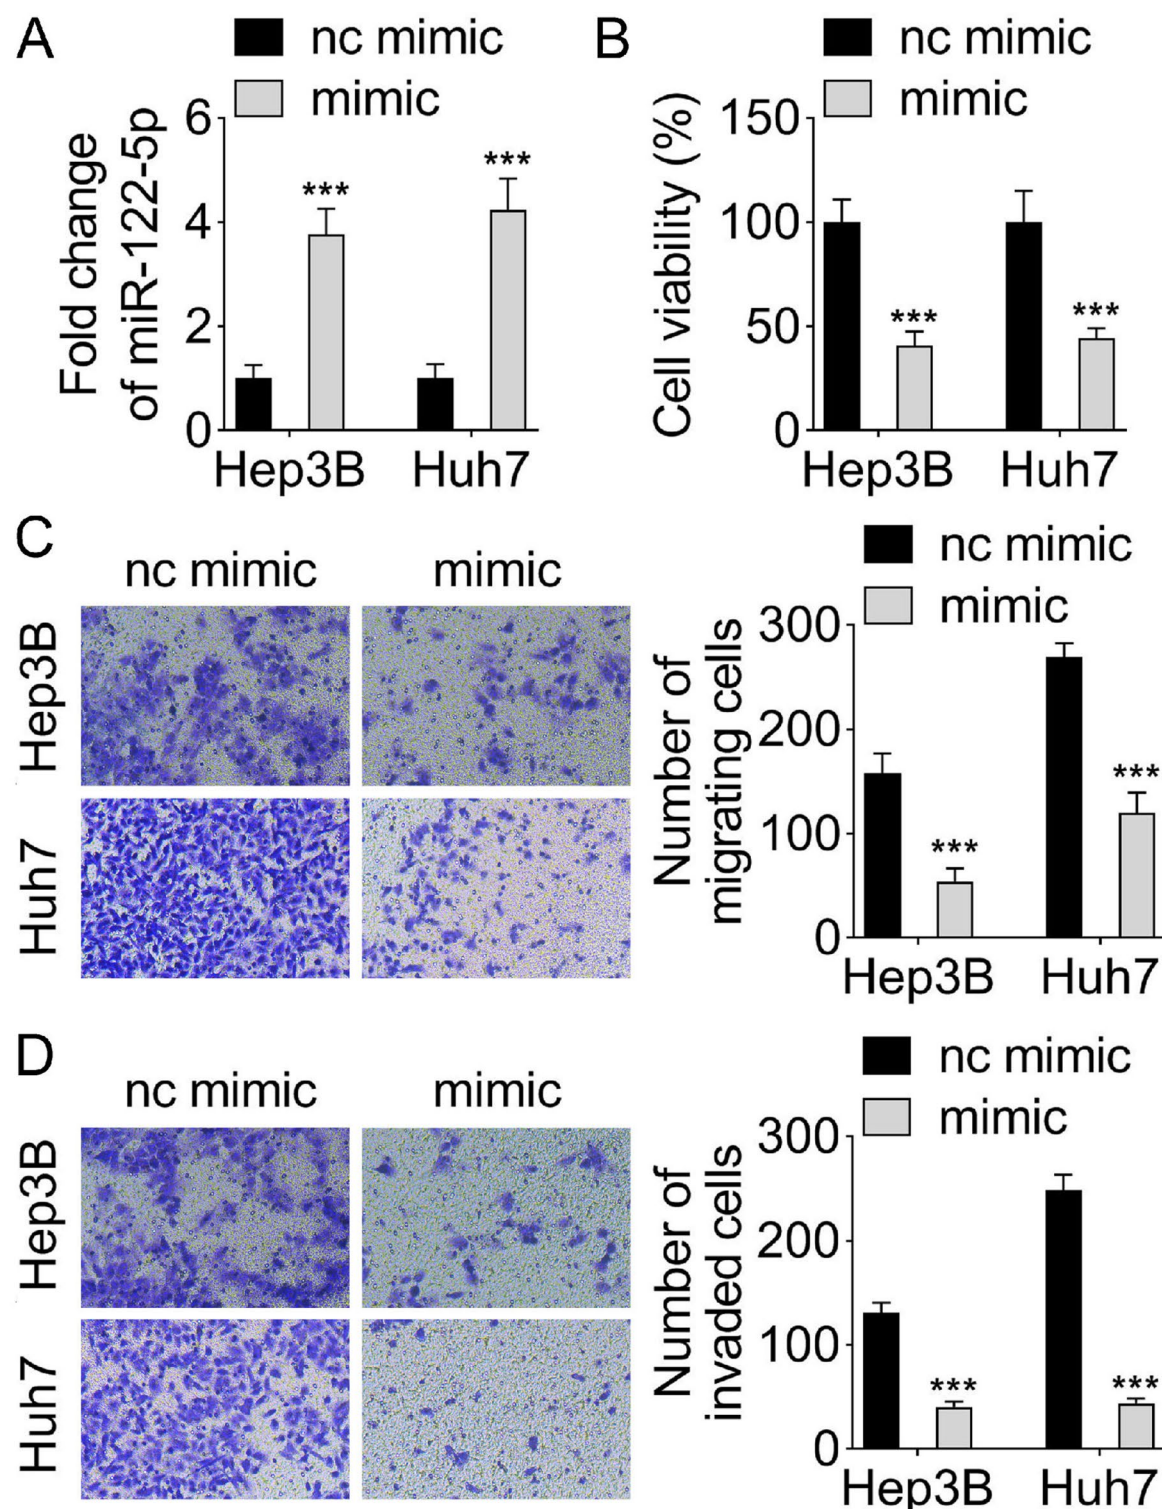 A
nc mimic
mimic
Fold change
of miR-122-5p
6
4
2
0
***
***
Hep3B
Huh7
B
nc mimic
mimic
Cell viability (%)
150
100
50
0
***
***
Hep3B
Huh7
C
nc mimic
mimic
Hep3B
Huh7
nc mimic
mimic
Number of
migrating cells
300
200
100
0
***
***
Hep3B
Huh7
D
nc mimic
mimic
Hep3B
Huh7
nc mimic
mimic
Number of
invaded cells
300
200
100
0
***
***
Hep3B
Huh7